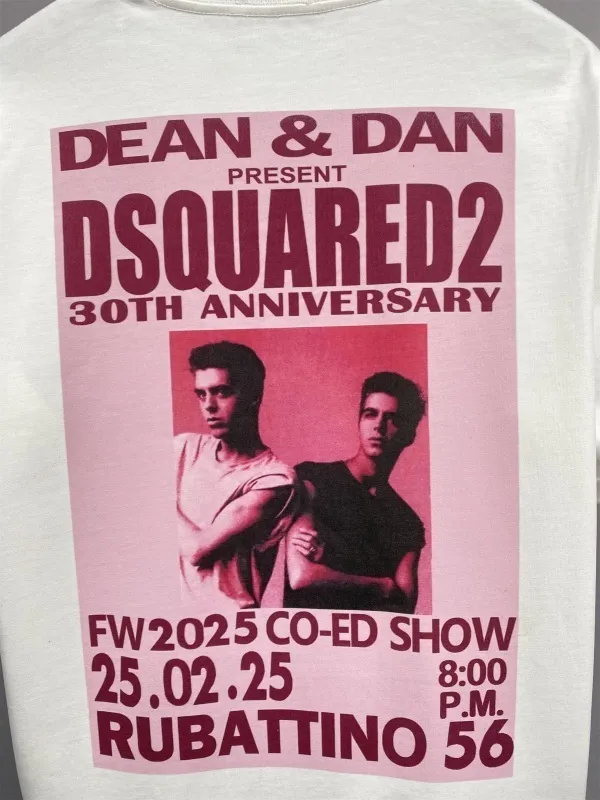 DEAN & DAN
PRESENT
DSQUARED2
30TH ANNIVERSARY
FW2025 CO-ED SHOW
25.02.25
8:00
P.M.
RUBATTINO 56